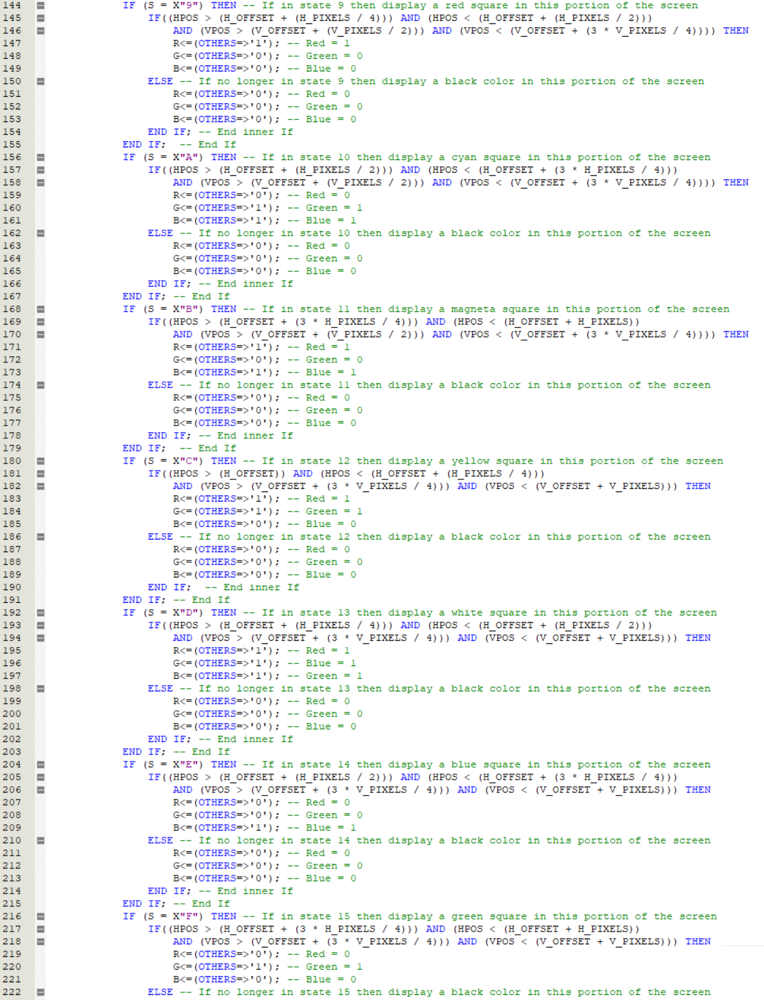 144 IF (S = X"9") THEN -- If in state 9 then display a red square in this portion of the screen
145 IF((HPOS > (H_OFFSET + (H_PIXELS / 4))) AND (HPOS < (H_OFFSET + (H_PIXELS / 2)))
146 AND (VPOS > (V_OFFSET + (V_PIXELS / 2))) AND (VPOS < (V_OFFSET + (3 * V_PIXELS / 4)))) THEN
147 R<=(OTHERS=>'1'); -- Red = 1
148 G<=(OTHERS=>'0'); -- Green = 0
149 B<=(OTHERS=>'0'); -- Blue = 0
150 ELSE -- If no longer in state 9 then display a black color in this portion of the screen
151 R<=(OTHERS=>'0'); -- Red = 0
152 G<=(OTHERS=>'0'); -- Green = 0
153 B<=(OTHERS=>'0'); -- Blue = 0
154 END IF; -- End inner If
155 END IF;  -- End If
156 IF (S = X"A") THEN -- If in state 10 then display a cyan square in this portion of the screen
157 IF((HPOS > (H_OFFSET + (H_PIXELS / 2))) AND (HPOS < (H_OFFSET + (3 * H_PIXELS / 4)))
158 AND (VPOS > (V_OFFSET + (V_PIXELS / 2))) AND (VPOS < (V_OFFSET + (3 * V_PIXELS / 4)))) THEN
159 R<=(OTHERS=>'0'); -- Red = 0
160 G<=(OTHERS=>'1'); -- Green = 1
161 B<=(OTHERS=>'1'); -- Blue = 1
162 ELSE -- If no longer in state 10 then display a black color in this portion of the screen
163 R<=(OTHERS=>'0'); -- Red = 0
164 G<=(OTHERS=>'0'); -- Green = 0
165 B<=(OTHERS=>'0'); -- Blue = 0
166 END IF; -- End inner If
167 END IF; -- End If
168 IF (S = X"B") THEN -- If in state 11 then display a magneta square in this portion of the screen
169 IF((HPOS > (H_OFFSET + (3 * H_PIXELS / 4))) AND (HPOS < (H_OFFSET + H_PIXELS))
170 AND (VPOS > (V_OFFSET + (V_PIXELS / 2))) AND (VPOS < (V_OFFSET + (3 * V_PIXELS / 4)))) THEN
171 R<=(OTHERS=>'1'); -- Red = 1
172 G<=(OTHERS=>'0'); -- Green = 0
173 B<=(OTHERS=>'1'); -- Blue = 1
174 ELSE -- If no longer in state 11 then display a black color in this portion of the screen
175 R<=(OTHERS=>'0'); -- Red = 0
176 G<=(OTHERS=>'0'); -- Green = 0
177 B<=(OTHERS=>'0'); -- Blue = 0
178 END IF; -- End inner If
179 END IF;  -- End If
180 IF (S = X"C") THEN -- If in state 12 then display a yellow square in this portion of the screen
181 IF((HPOS > (H_OFFSET)) AND (HPOS < (H_OFFSET + (H_PIXELS / 4)))
182 AND (VPOS > (V_OFFSET + (3 * V_PIXELS / 4))) AND (VPOS < (V_OFFSET + V_PIXELS))) THEN
183 R<=(OTHERS=>'1'); -- Red = 1
184 G<=(OTHERS=>'1'); -- Green = 1
185 B<=(OTHERS=>'0'); -- Blue = 0
186 ELSE -- If no longer in state 12 then display a black color in this portion of the screen
187 R<=(OTHERS=>'0'); -- Red = 0
188 G<=(OTHERS=>'0'); -- Green = 0
189 B<=(OTHERS=>'0'); -- Blue = 0
190 END IF;  -- End inner If
191 END IF; -- End If
192 IF (S = X"D") THEN -- If in state 13 then display a white square in this portion of the screen
193 IF((HPOS > (H_OFFSET + (H_PIXELS / 4))) AND (HPOS < (H_OFFSET + (H_PIXELS / 2)))
194 AND (VPOS > (V_OFFSET + (3 * V_PIXELS / 4))) AND (VPOS < (V_OFFSET + V_PIXELS))) THEN
195 R<=(OTHERS=>'1'); -- Red = 1
196 G<=(OTHERS=>'1'); -- Blue = 1
197 B<=(OTHERS=>'1'); -- Green = 1
198 ELSE -- If no longer in state 13 then display a black color in this portion of the screen
199 R<=(OTHERS=>'0'); -- Red = 0
200 G<=(OTHERS=>'0'); -- Green = 0
201 B<=(OTHERS=>'0'); -- Blue = 0
202 END IF; -- End inner If
203 END IF; -- End If
204 IF (S = X"E") THEN -- If in state 14 then display a blue square in this portion of the screen
205 IF((HPOS > (H_OFFSET + (H_PIXELS / 2))) AND (HPOS < (H_OFFSET + (3 * H_PIXELS / 4)))
206 AND (VPOS > (V_OFFSET + (3 * V_PIXELS / 4))) AND (VPOS < (V_OFFSET + V_PIXELS))) THEN
207 R<=(OTHERS=>'0'); -- Red = 0
208 G<=(OTHERS=>'0'); -- Green = 0
209 B<=(OTHERS=>'1'); -- Blue = 1
210 ELSE -- If no longer in state 14 then display a black color in this portion of the screen
211 R<=(OTHERS=>'0'); -- Red = 0
212 G<=(OTHERS=>'0'); -- Green = 0
213 B<=(OTHERS=>'0'); -- Blue = 0
214 END IF; -- End inner If
215 END IF; -- End If
216 IF (S = X"F") THEN -- If in state 15 then display a green square in this portion of the screen
217 IF((HPOS > (H_OFFSET + (3 * H_PIXELS / 4))) AND (HPOS < (H_OFFSET + H_PIXELS))
218 AND (VPOS > (V_OFFSET + (3 * V_PIXELS / 4))) AND (VPOS < (V_OFFSET + V_PIXELS))) THEN
219 R<=(OTHERS=>'0'); -- Red = 0
220 G<=(OTHERS=>'1'); -- Green = 1
221 B<=(OTHERS=>'0'); -- Blue = 0
222 ELSE -- If no longer in state 15 then display a black color in this portion of the screen